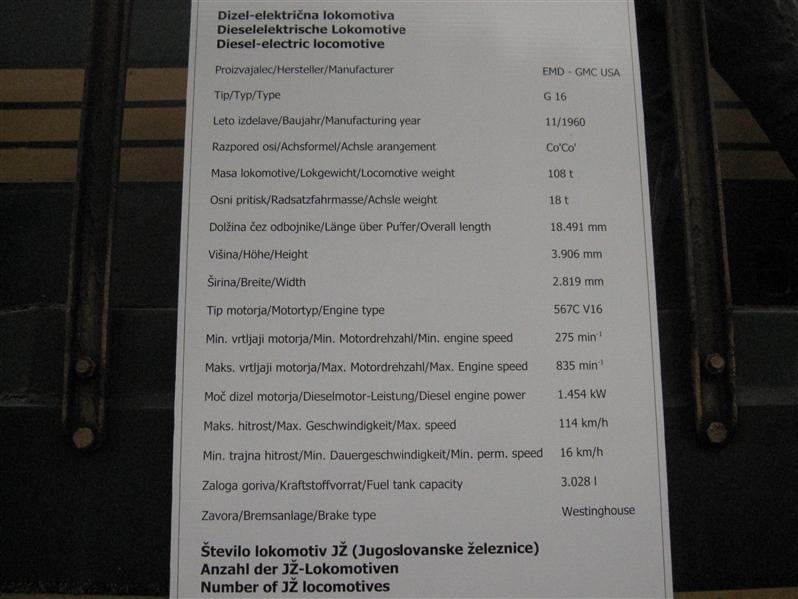 Dizel-električna lokomotiva
Dieselelektrische Lokomotive
Diesel-electric locomotive
Proizvajalec/Hersteller/Manufacturer EMD - GMC USA
Tip/Typ/Type G 16
Leto izdelave/Baujahr/Manufacturing year 11/1960
Razpored osi/Achsformel/Achsle arangement Co'Co'
Masa lokomotive/Lokgewicht/Locomotive weight 108 t
Osni pritisk/Radsatzfahrmasse/Achsle weight 18 t
Dolžina čez odbojnike/Länge über Puffer/Overall length 18.491 mm
Višina/Höhe/Height 3.906 mm
Širina/Breite/Width 2.819 mm
Tip motorja/Motortyp/Engine type 567C V16
Min. vrtljaji motorja/Min. Motordrehzahl/Min. engine speed 275 min⁻¹
Maks. vrtljaji motorja/Max. Motordrehzahl/Max. Engine speed 835 min⁻¹
Moč dizel motorja/Dieselmotor-Leistung/Diesel engine power 1.454 kW
Maks. hitrost/Max. Geschwindigkeit/Max. speed 114 km/h
Min. trajna hitrost/Min. Dauergeschwindigkeit/Min. perm. speed 16 km/h
Zaloga goriva/Kraftstoffvorrat/Fuel tank capacity 3.028 l
Zavora/Bremsanlage/Brake type Westinghouse
Število lokomotiv JŽ (Jugoslovanske železnice)
Anzahl der JŽ-Lokomotiven
Number of JŽ locomotives